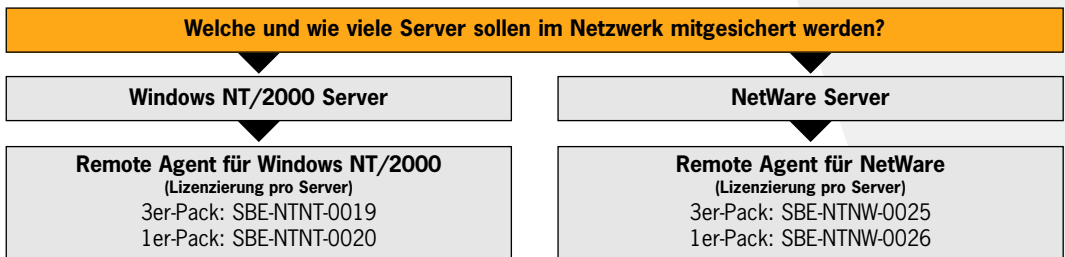 Welche und wie viele Server sollen im Netzwerk mitgesichert werden?
Windows NT/2000 Server
Remote Agent für Windows NT/2000
(Lizenzierung pro Server)
3er-Pack: SBE-NTNT-0019
1er-Pack: SBE-NTNT-0020
NetWare Server
Remote Agent für NetWare
(Lizenzierung pro Server)
3er-Pack: SBE-NTNW-0025
1er-Pack: SBE-NTNW-0026